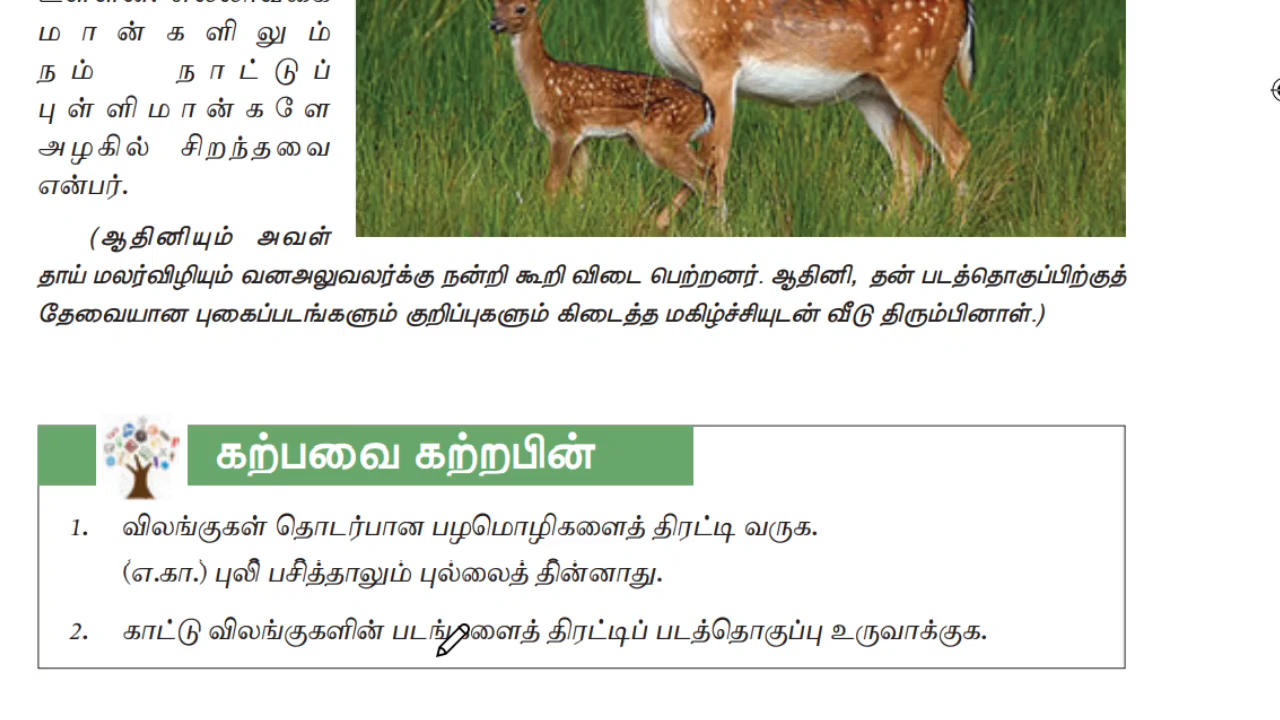 மான்களிலும்
நம் நாட்டுப்
புள்ளிமான்களே
அழகில் சிறந்தவை
என்பர்.
(ஆதினியும் அவள்
தாய் மலர்விழியும் வனஅலுவலர்க்கு நன்றி கூறி விடை பெற்றனர். ஆதினி, தன் படத்தொகுப்பிற்குத்
தேவையான புகைப்படங்களும் குறிப்புகளும் கிடைத்த மகிழ்ச்சியுடன் வீடு திரும்பினாள்.)
கற்பவை கற்றபின்
1. விலங்குகள் தொடர்பான பழமொழிகளைத் திரட்டி வருக.
(எ.கா.) புலி பசித்தாலும் புல்லைத் தின்னாது.
2. காட்டு விலங்குகளின் படங்களைத் திரட்டிப் படத்தொகுப்பு உருவாக்குக.